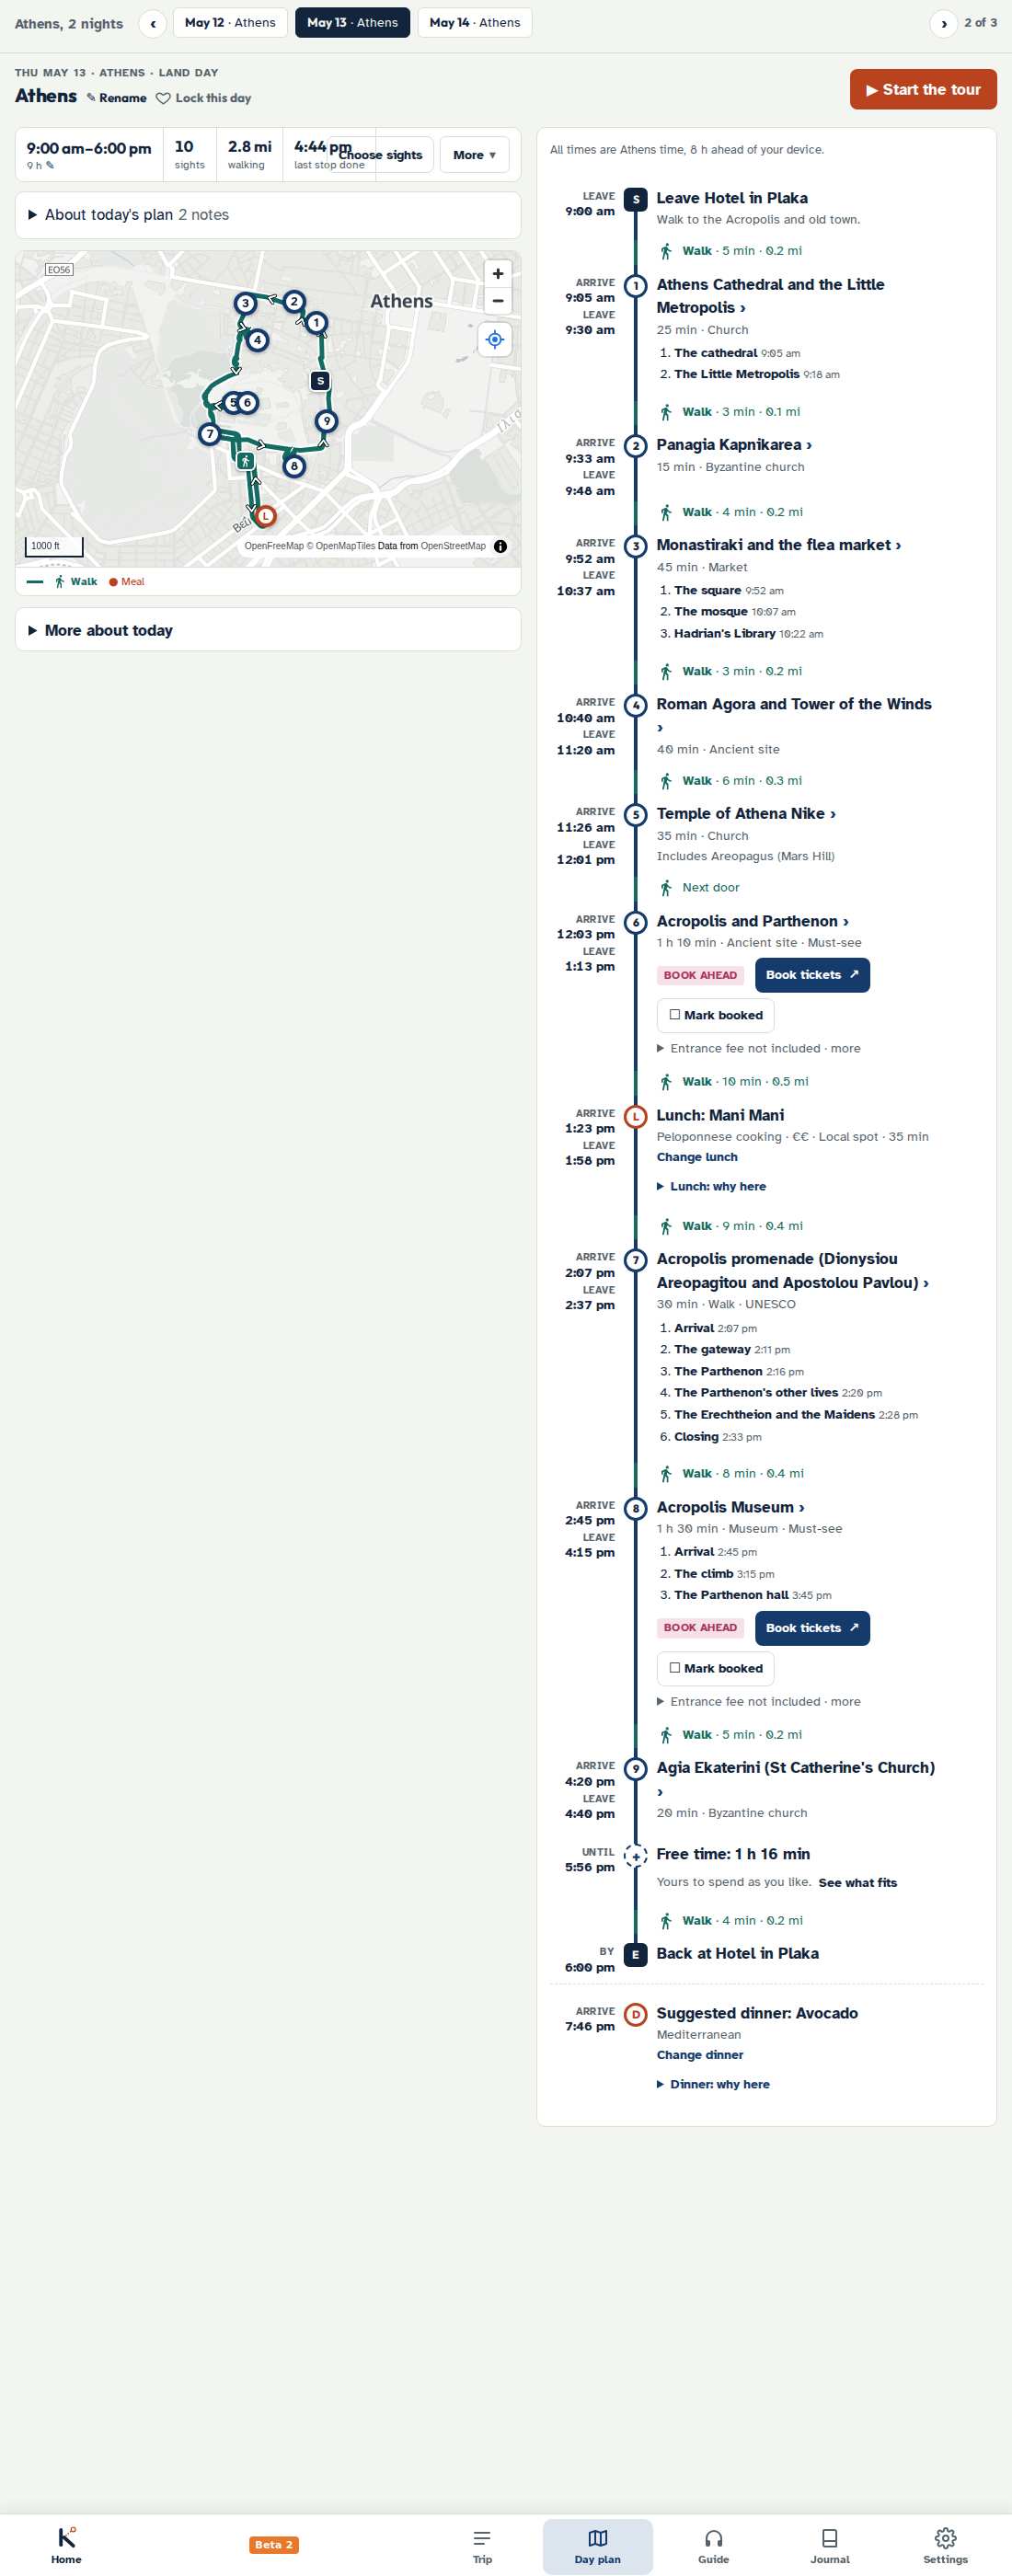 Athens, 2 nights
‹
May 12 · Athens
May 13 · Athens
May 14 · Athens
›
2 of 3
THU MAY 13 · ATHENS · LAND DAY
Athens
✎ Rename
Lock this day
▶ Start the tour
9:00 am–6:00 pm
9 h ✎
10
sights
2.8 mi
walking
4:44 pm
last stop done
Choose sights
More ▾
▶ About today's plan 2 notes
EO56
Athens
3
2
1
4
S
5
6
7
9
8
L
Βεΐ
Ιλισ
+
−
1000 ft
OpenFreeMap © OpenMapTiles Data from OpenStreetMap
Walk
Meal
▶ More about today
All times are Athens time, 8 h ahead of your device.
LEAVE
9:00 am
S
Leave Hotel in Plaka
Walk to the Acropolis and old town.
Walk · 5 min · 0.2 mi
ARRIVE
9:05 am
LEAVE
9:30 am
1
Athens Cathedral and the Little
Metropolis ›
25 min · Church
1. The cathedral 9:05 am
2. The Little Metropolis 9:18 am
Walk · 3 min · 0.1 mi
ARRIVE
9:33 am
LEAVE
9:48 am
2
Panagia Kapnikarea ›
15 min · Byzantine church
Walk · 4 min · 0.2 mi
ARRIVE
9:52 am
LEAVE
10:37 am
3
Monastiraki and the flea market ›
45 min · Market
1. The square 9:52 am
2. The mosque 10:07 am
3. Hadrian's Library 10:22 am
Walk · 3 min · 0.2 mi
ARRIVE
10:40 am
LEAVE
11:20 am
4
Roman Agora and Tower of the Winds
›
40 min · Ancient site
Walk · 6 min · 0.3 mi
ARRIVE
11:26 am
LEAVE
12:01 pm
5
Temple of Athena Nike ›
35 min · Church
Includes Areopagus (Mars Hill)
Next door
ARRIVE
12:03 pm
LEAVE
1:13 pm
6
Acropolis and Parthenon ›
1 h 10 min · Ancient site · Must-see
BOOK AHEAD
Book tickets ↗
☐ Mark booked
▶ Entrance fee not included · more
Walk · 10 min · 0.5 mi
ARRIVE
1:23 pm
LEAVE
1:58 pm
L
Lunch: Mani Mani
Peloponnese cooking · €€ · Local spot · 35 min
Change lunch
▶ Lunch: why here
Walk · 9 min · 0.4 mi
ARRIVE
2:07 pm
LEAVE
2:37 pm
7
Acropolis promenade (Dionysiou
Areopagitou and Apostolou Pavlou) ›
30 min · Walk · UNESCO
1. Arrival 2:07 pm
2. The gateway 2:11 pm
3. The Parthenon 2:16 pm
4. The Parthenon's other lives 2:20 pm
5. The Erechtheion and the Maidens 2:28 pm
6. Closing 2:33 pm
Walk · 8 min · 0.4 mi
ARRIVE
2:45 pm
LEAVE
4:15 pm
8
Acropolis Museum ›
1 h 30 min · Museum · Must-see
1. Arrival 2:45 pm
2. The climb 3:15 pm
3. The Parthenon hall 3:45 pm
BOOK AHEAD
Book tickets ↗
☐ Mark booked
▶ Entrance fee not included · more
Walk · 5 min · 0.2 mi
ARRIVE
4:20 pm
LEAVE
4:40 pm
9
Agia Ekaterini (St Catherine's Church)
›
20 min · Byzantine church
UNTIL
5:56 pm
+
Free time: 1 h 16 min
Yours to spend as you like. See what fits
Walk · 4 min · 0.2 mi
BY
6:00 pm
E
Back at Hotel in Plaka
ARRIVE
7:46 pm
D
Suggested dinner: Avocado
Mediterranean
Change dinner
▶ Dinner: why here
Home
Beta 2
Trip
Day plan
Guide
Journal
Settings